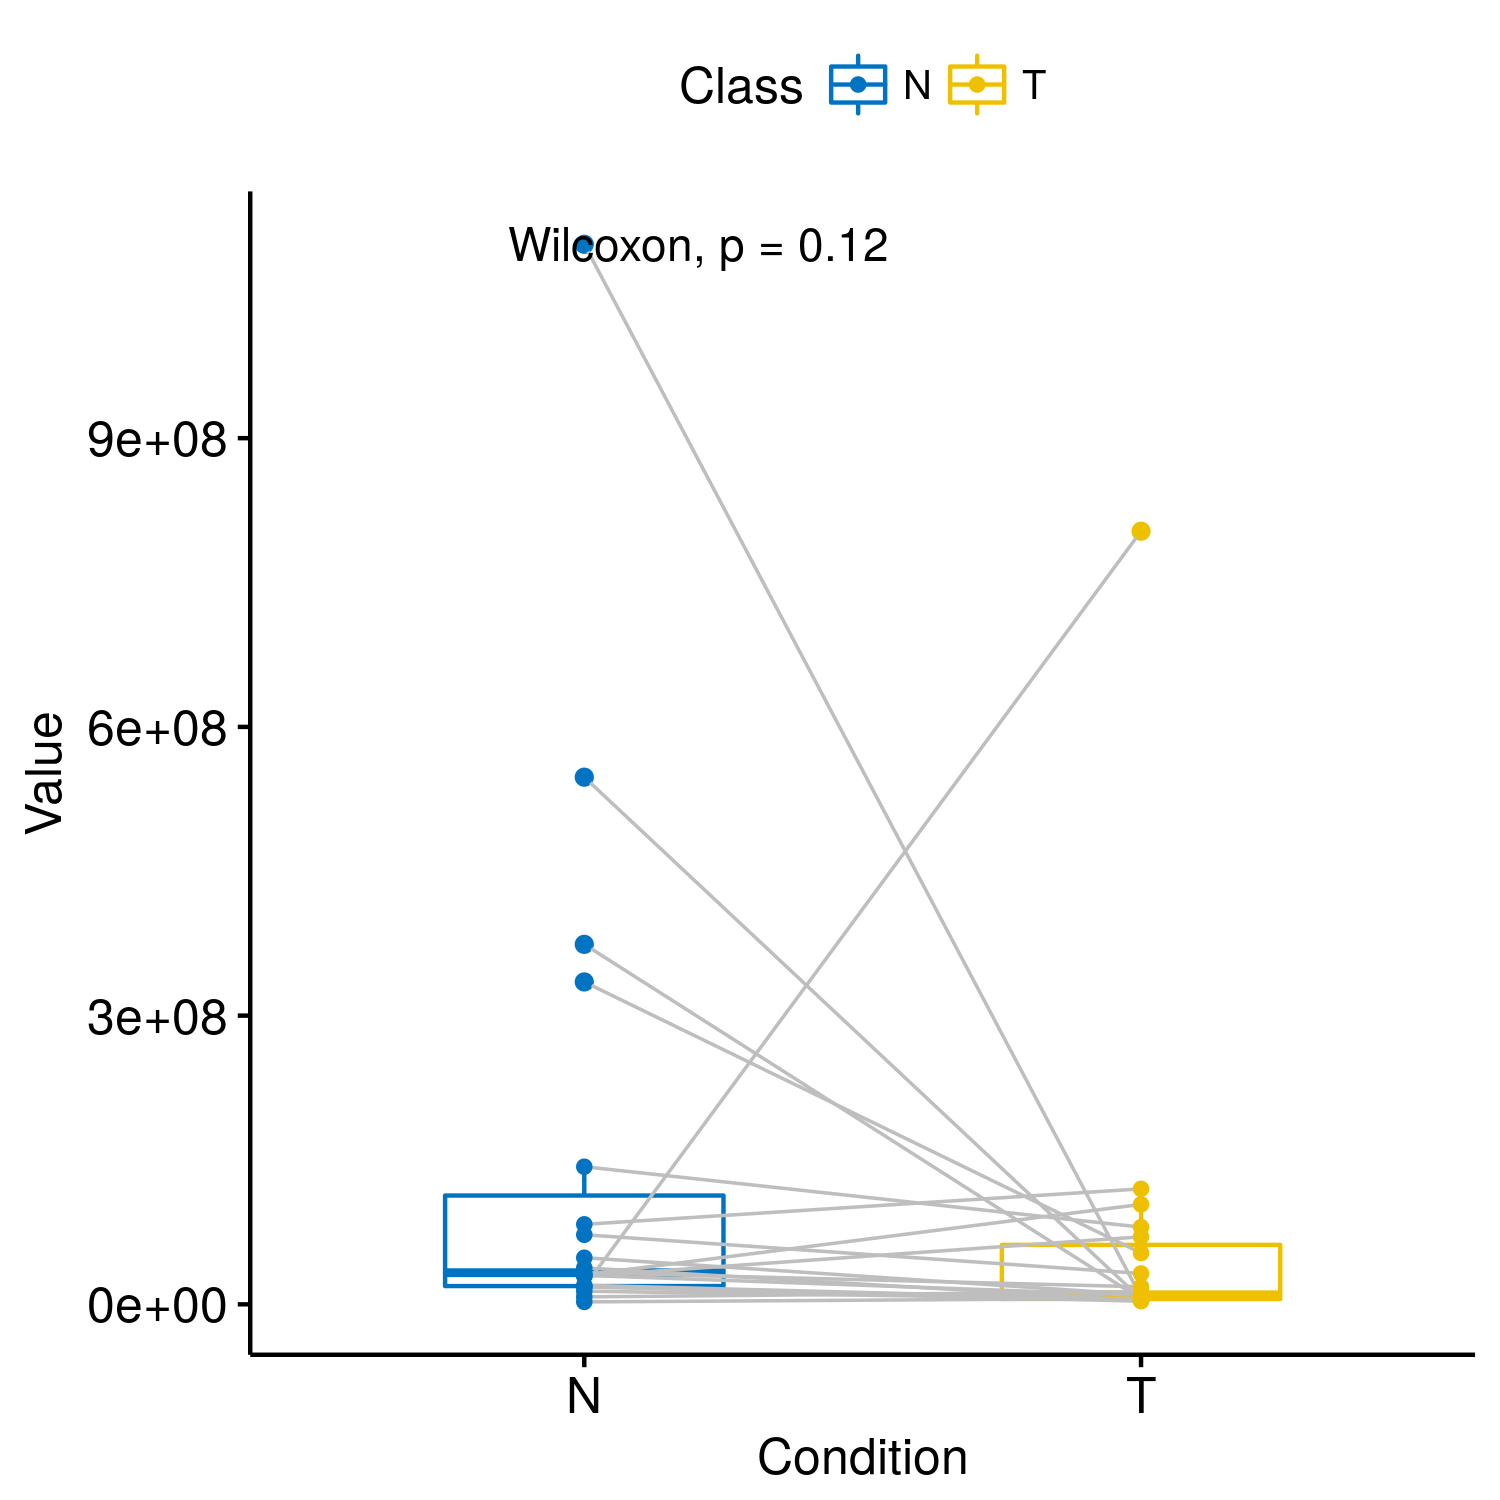 Class N T
Wilcoxon, p = 0.12
9e+08
6e+08
3e+08
0e+00
Value
N T
Condition